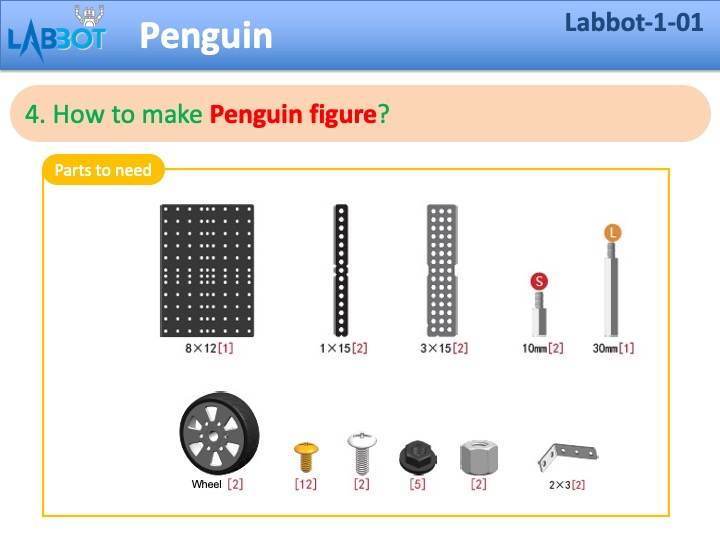 LABBOT
Penguin
Labbot-1-01
4. How to make Penguin figure?
Parts to need
L
S
8×12[1]
1×15[2]
3×15[2]
10mm[2]
30mm[1]
Wheel [2]
[12]
[2]
[5]
[2]
2×3[2]